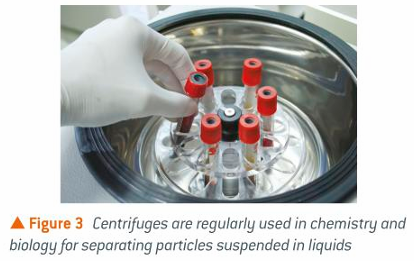 ▲ Figure 3 Centrifuges are regularly used in chemistry and
biology for separating particles suspended in liquids